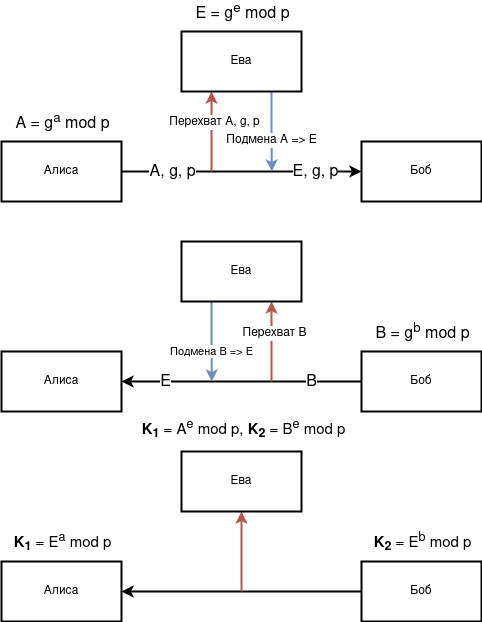 E = g^e mod p
Ева
A = g^a mod p
Перехват A, g, p
Подмена A => E
Алиса
A, g, p
E, g, p
Боб
Ева
Перехват B
B = g^b mod p
Подмена B => E
Алиса
E
B
Боб
K₁ = A^e mod p, K₂ = B^e mod p
Ева
K₁ = E^a mod p
K₂ = E^b mod p
Алиса
Боб